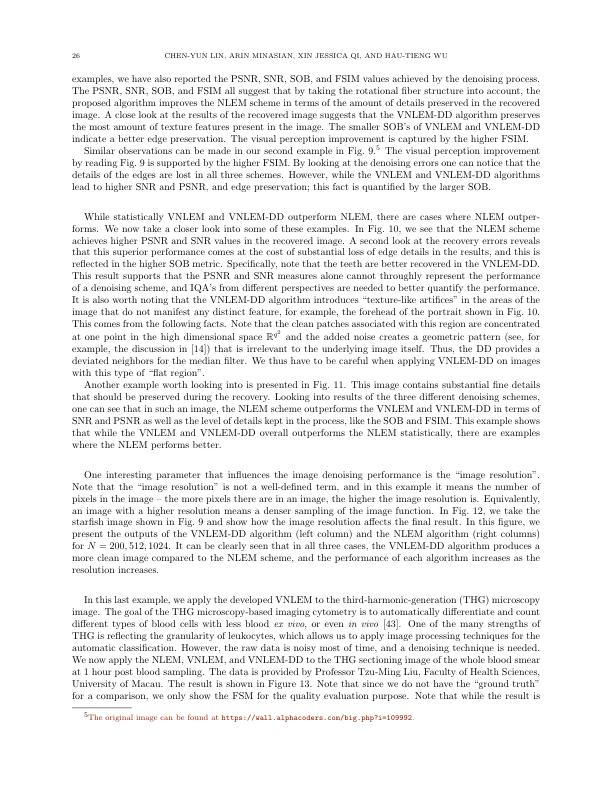 26 CHEN-YUN LIN, ARIN MINASIAN, XIN JESSICA QI, AND HAU-TIENG WU
examples, we have also reported the PSNR, SNR, SOB, and FSIM values achieved by the denoising process.
The PSNR, SNR, SOB, and FSIM all suggest that by taking the rotational fiber structure into account, the
proposed algorithm improves the NLEM scheme in terms of the amount of details preserved in the recovered
image. A close look at the results of the recovered image suggests that the VNLEM-DD algorithm preserves
the most amount of texture features present in the image. The smaller SOB's of VNLEM and VNLEM-DD
indicate a better edge preservation. The visual perception improvement is captured by the higher FSIM.
Similar observations can be made in our second example in Fig. 9.⁵ The visual perception improvement
by reading Fig. 9 is supported by the higher FSIM. By looking at the denoising errors one can notice that the
details of the edges are lost in all three schemes. However, while the VNLEM and VNLEM-DD algorithms
lead to higher SNR and PSNR, and edge preservation; this fact is quantified by the larger SOB.
While statistically VNLEM and VNLEM-DD outperform NLEM, there are cases where NLEM outper-
forms. We now take a closer look into some of these examples. In Fig. 10, we see that the NLEM scheme
achieves higher PSNR and SNR values in the recovered image. A second look at the recovery errors reveals
that this superior performance comes at the cost of substantial loss of edge details in the results, and this is
reflected in the higher SOB metric. Specifically, note that the teeth are better recovered in the VNLEM-DD.
This result supports that the PSNR and SNR measures alone cannot throughly represent the performance
of a denoising scheme, and IQA's from different perspectives are needed to better quantify the performance.
It is also worth noting that the VNLEM-DD algorithm introduces "texture-like artifices" in the areas of the
image that do not manifest any distinct feature, for example, the forehead of the portrait shown in Fig. 10.
This comes from the following facts. Note that the clean patches associated with this region are concentrated
at one point in the high dimensional space ℝ^{q²} and the added noise creates a geometric pattern (see, for
example, the discussion in [14]) that is irrelevant to the underlying image itself. Thus, the DD provides a
deviated neighbors for the median filter. We thus have to be careful when applying VNLEM-DD on images
with this type of "flat region".
Another example worth looking into is presented in Fig. 11. This image contains substantial fine details
that should be preserved during the recovery. Looking into results of the three different denoising schemes,
one can see that in such an image, the NLEM scheme outperforms the VNLEM and VNLEM-DD in terms of
SNR and PSNR as well as the level of details kept in the process, like the SOB and FSIM. This example shows
that while the VNLEM and VNLEM-DD overall outperforms the NLEM statistically, there are examples
where the NLEM performs better.
One interesting parameter that influences the image denoising performance is the "image resolution".
Note that the "image resolution" is not a well-defined term, and in this example it means the number of
pixels in the image – the more pixels there are in an image, the higher the image resolution is. Equivalently,
an image with a higher resolution means a denser sampling of the image function. In Fig. 12, we take the
starfish image shown in Fig. 9 and show how the image resolution affects the final result. In this figure, we
present the outputs of the VNLEM-DD algorithm (left column) and the NLEM algorithm (right columns)
for N = 200, 512, 1024. It can be clearly seen that in all three cases, the VNLEM-DD algorithm produces a
more clean image compared to the NLEM scheme, and the performance of each algorithm increases as the
resolution increases.
In this last example, we apply the developed VNLEM to the third-harmonic-generation (THG) microscopy
image. The goal of the THG microscopy-based imaging cytometry is to automatically differentiate and count
different types of blood cells with less blood ex vivo, or even in vivo [43]. One of the many strengths of
THG is reflecting the granularity of leukocytes, which allows us to apply image processing techniques for the
automatic classification. However, the raw data is noisy most of time, and a denoising technique is needed.
We now apply the NLEM, VNLEM, and VNLEM-DD to the THG sectioning image of the whole blood smear
at 1 hour post blood sampling. The data is provided by Professor Tzu-Ming Liu, Faculty of Health Sciences,
University of Macau. The result is shown in Figure 13. Note that since we do not have the "ground truth"
for a comparison, we only show the FSM for the quality evaluation purpose. Note that while the result is
⁵The original image can be found at https://wall.alphacoders.com/big.php?i=109992.